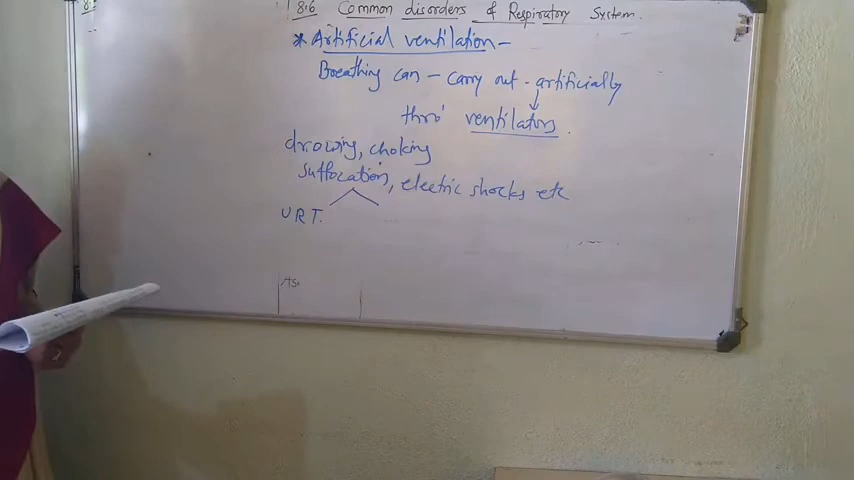 8.6 Common disorders of Respiratory System.
* Artificial ventilation -
Breathing can - carry out - artificially
thro' ventilators.
drowing, choking
suffocation, electric shocks etc
URT.